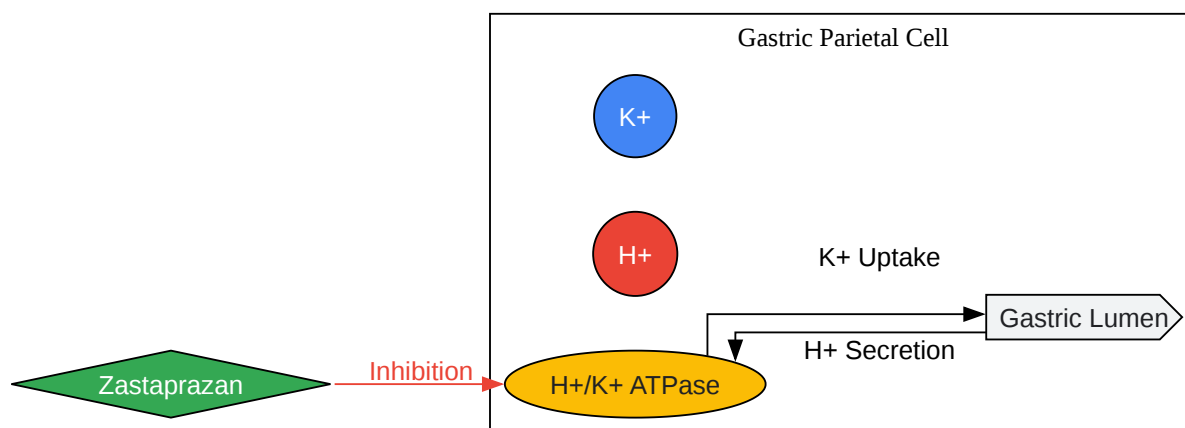 Gastric Parietal Cell
K+
H+
K+ Uptake
Gastric Lumen
H+ Secretion
Zastaprazan
Inhibition
H+/K+ ATPase